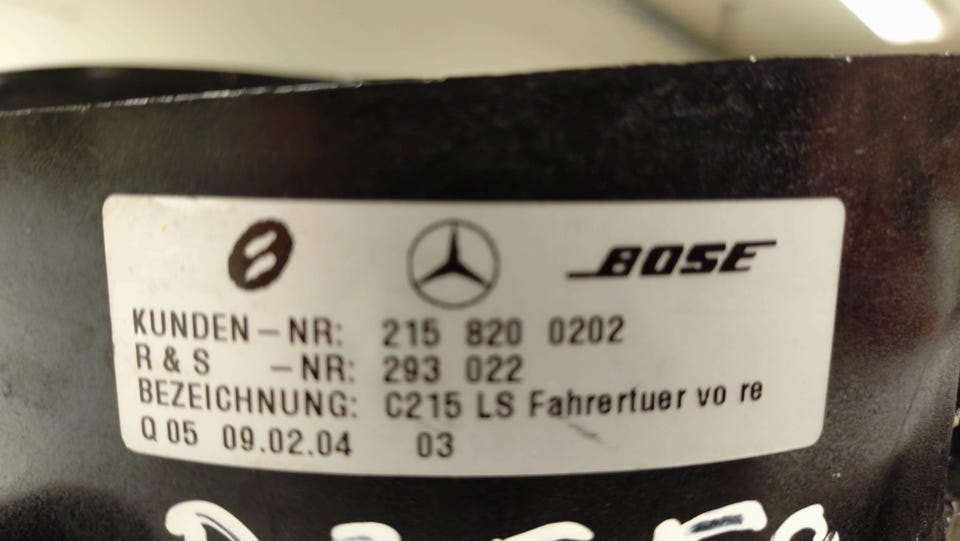 BOSE
KUNDEN-NR: 215 820 0202
R & S -NR: 293 022
BEZEICHNUNG: C215 LS Fahrertuer vo re
Q 05 09.02.04 03